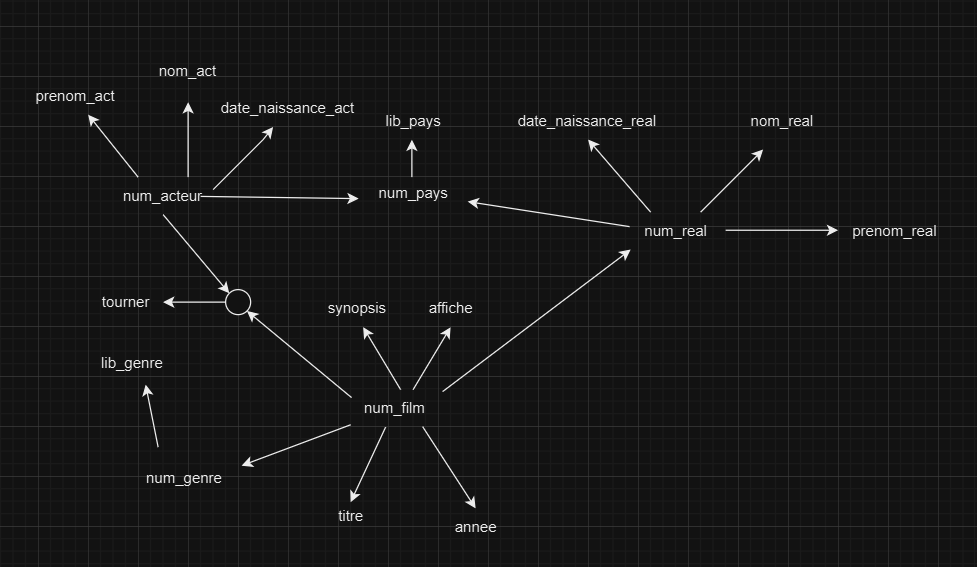 nom_act
prenom_act
date_naissance_act
lib_pays
date_naissance_real
nom_real
num_acteur
num_pays
num_real
prenom_real
tourner
synopsis
affiche
lib_genre
num_film
num_genre
titre
annee